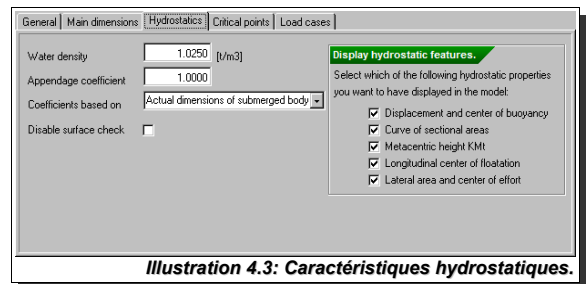 General Main dimensions Hydrostatics Critical points Load cases
Water density 1.0250 [t/m3]
Appendage coefficient 1.0000
Coefficients based on Actual dimensions of submerged body
Disable surface check
Display hydrostatic features.
Select which of the following hydrostatic properties
you want to have displayed in the model:
Displacement and center of buoyancy
Curve of sectional areas
Metacentric height KMt
Longitudinal center of floatation
Lateral area and center of effort
Illustration 4.3: Caractéristiques hydrostatiques.